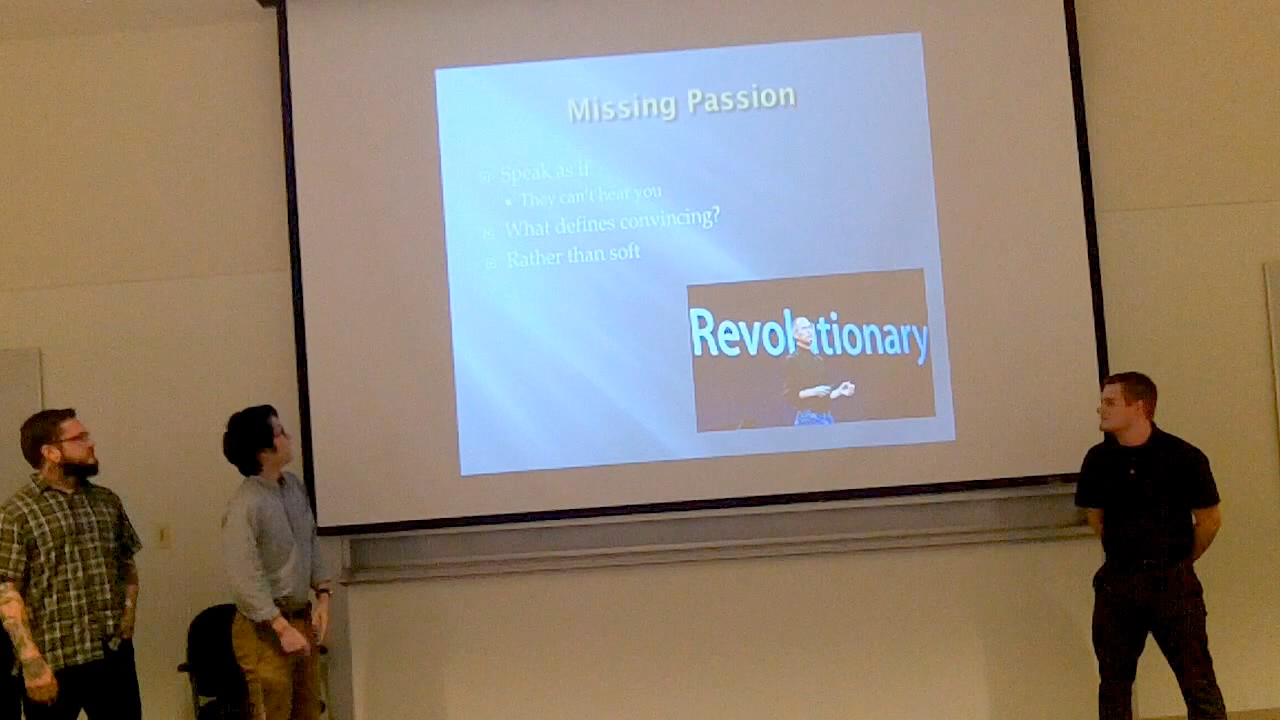 Missing Passion
Speak as if
They can't hear you
What defines convincing?
Rather than soft
Revolutionary